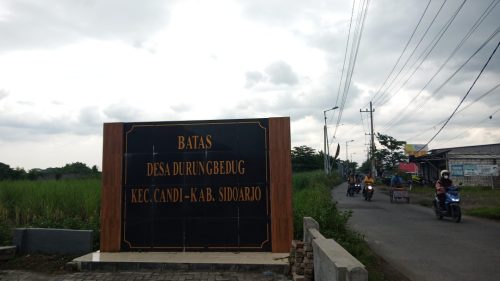 BATAS
DESA DURUNGBEDUG
KEC. CANDI - KAB. SIDOARJO